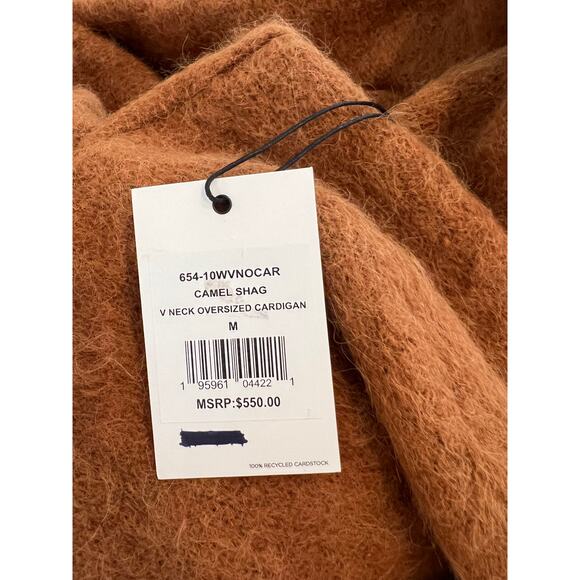 654-10WVNOCAR
CAMEL SHAG
V NECK OVERSIZED CARDIGAN
M
1 95961 04422 1
MSRP:$550.00
100% RECYCLED CARDSTOCK